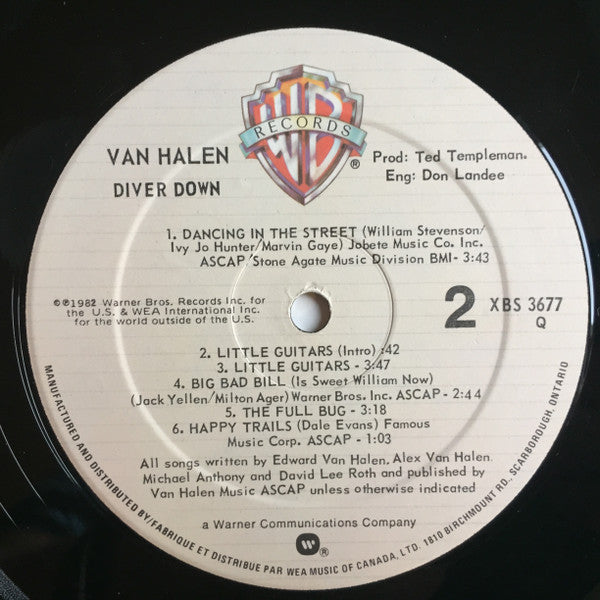 WB
RECORDS
®
VAN HALEN
DIVER DOWN
Prod: Ted Templeman.
Eng: Don Landee
1. DANCING IN THE STREET (William Stevenson/
Ivy Jo Hunter/Marvin Gaye) Jobete Music Co. Inc.
ASCAP/Stone Agate Music Division BMI- 3:43
©℗1982 Warner Bros. Records Inc. for
the U.S. & WEA International Inc.
for the world outside of the U.S.
2 XBS 3677
Q
2. LITTLE GUITARS (Intro) :42
3. LITTLE GUITARS - 3:47
4. BIG BAD BILL (Is Sweet William Now)
(Jack Yellen/Milton Ager) Warner Bros. Inc. ASCAP - 2:44
5. THE FULL BUG - 3:18
6. HAPPY TRAILS (Dale Evans) Famous
Music Corp. ASCAP - 1:03
All songs written by Edward Van Halen, Alex Van Halen,
Michael Anthony and David Lee Roth and published by
Van Halen Music ASCAP unless otherwise indicated
a Warner Communications Company
®
MANUFACTURED AND DISTRIBUTED BY/FABRIQUE ET DISTRIBUE PAR WEA MUSIC OF CANADA, LTD. 1810 BIRCHMOUNT RD., SCARBOROUGH, ONTARIO